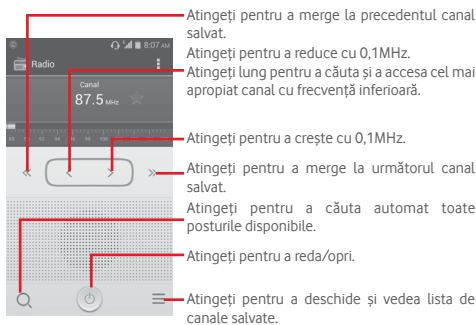 Atingeți pentru a merge la precedentul canal
salvat.
Atingeți pentru a reduce cu 0,1MHz.
Atingeți lung pentru a căuta și a accesa cel mai
apropiat canal cu frecvență inferioară.
Atingeți pentru a crește cu 0,1MHz.
Atingeți pentru a merge la următorul canal
salvat.
Atingeți pentru a căuta automat toate
posturile disponibile.
Atingeți pentru a reda/opri.
Atingeți pentru a deschide și vedea lista de
canale salvate.
8:07 AM
Radio
Canal
87.5 MHz